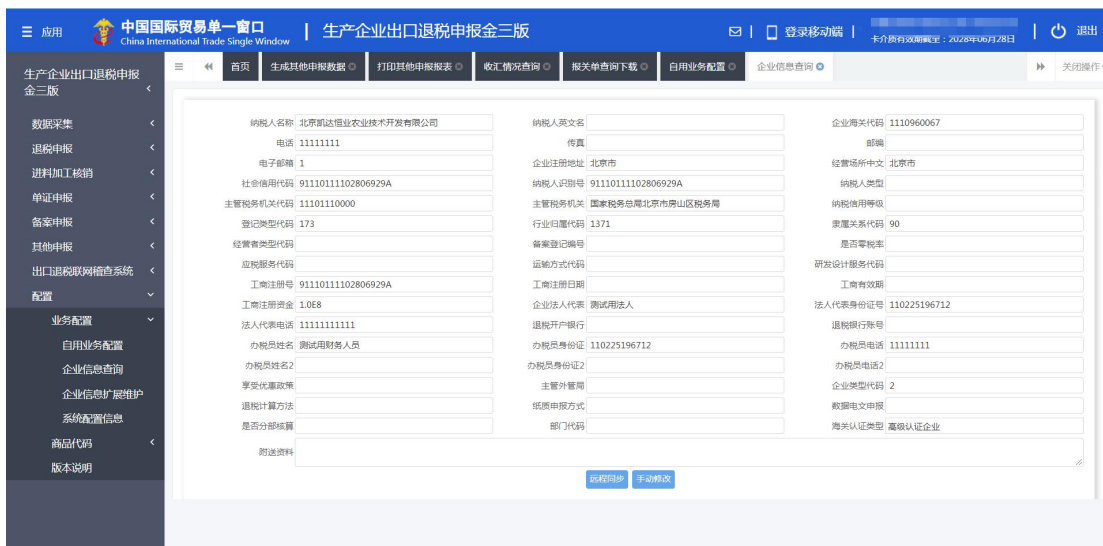 应用 中国国际贸易单一窗口 生产企业出口退税申报金三版 登录移动端 退出
China International Trade Single Window 卡介质有效期截至：2028年06月28日
首页 生成其他申报数据 打印其他申报报表 收汇情况查询 报关单查询下载 自用业务配置 企业信息查询 关闭操作
生产企业出口退税申报
金三版
数据采集
退税申报
进料加工核销
单证申报
备案申报
其他申报
出口退税联网稽查系统
配置
业务配置
自用业务配置
企业信息查询
企业信息扩展维护
系统配置信息
商品代码
版本说明
纳税人名称 北京凯达恒业农业技术开发有限公司 纳税人英文名 企业海关代码 1110960067
电话 11111111 传真 邮编
电子邮箱 1 企业注册地址 北京市 经营场所中文 北京市
社会信用代码 91110111102806929A 纳税人识别号 91110111102806929A 纳税人类型
主管税务机关代码 11101110000 主管税务机关 国家税务总局北京市房山区税务局 纳税信用等级
登记类型代码 173 行业归属代码 1371 隶属关系代码 90
经营者类型代码 备案登记编号 是否零税率
应税服务代码 运输方式代码 研发设计服务代码
工商注册号 91110111102806929A 工商注册日期 工商有效期
工商注册资金 1.0E8 企业法人代表 测试用法人 法人代表身份证号 110225196712
法人代表电话 11111111111 退税开户银行 退税银行账号
办税员姓名 测试用财务人员 办税员身份证 110225196712 办税员电话 11111111
办税员姓名2 办税员身份证2 办税员电话2
享受优惠政策 主管外管局 企业类型代码 2
退税计算方法 纸质申报方式 数据电文申报
是否分部核算 部门代码 海关认证类型 高级认证企业
附送资料
远程同步 手动修改